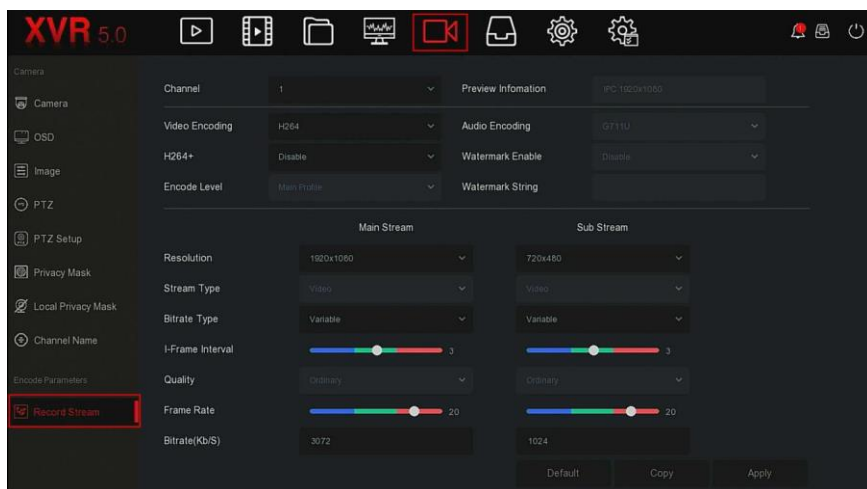 XVR 5.0
Camera
Camera
OSD
Image
PTZ
PTZ Setup
Privacy Mask
Local Privacy Mask
Channel Name
Encode Parameters
Record Stream
Channel 1 Preview Infomation IPC 1920x1080
Video Encoding H264 Audio Encoding G711U
H264+ Disable Watermark Enable Disable
Encode Level Main Profile Watermark String
Main Stream Sub Stream
Resolution 1920x1080 720x480
Stream Type Video Video
Bitrate Type Variable Variable
I-Frame Interval 3 3
Quality Ordinary Ordinary
Frame Rate 20 20
Bitrate(Kb/S) 3072 1024
Default Copy Apply